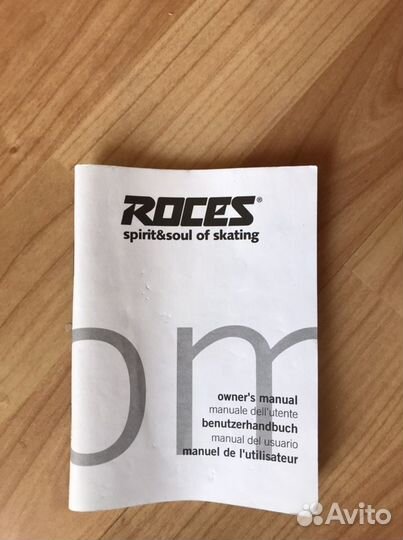 ROCES®
spirit&soul of skating
om
owner's manual
manuale dell'utente
benutzerhandbuch
manual del usuario
manuel de l'utilisateur
Avito